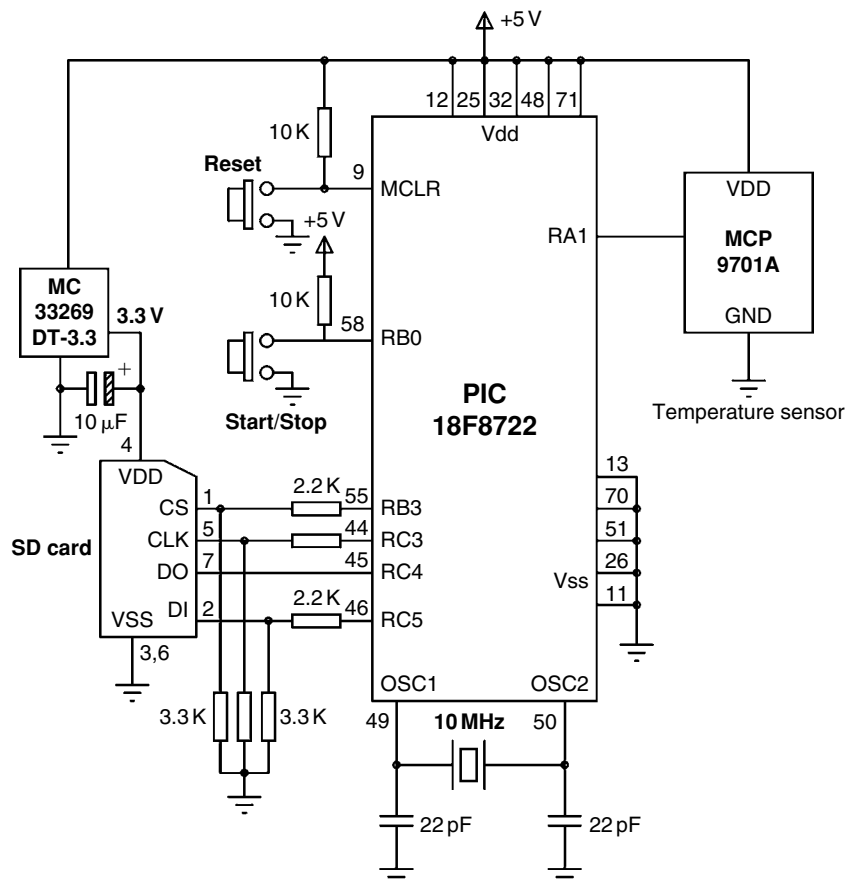 +5 V
12 25 32 48 71
Vdd
10 K
Reset
9
MCLR
+5 V
VDD
MCP
9701A
GND
RA1
Temperature sensor
MC
33269
DT-3.3
3.3 V
10 K
58
RB0
Start/Stop
PIC
18F8722
+
10 µF
4
VDD
SD card
CS
1
2.2 K
55
RB3
CLK
5
44
RC3
DO
7
45
RC4
DI
2
2.2 K
46
RC5
VSS
3,6
13
70
51
26
Vss
11
3.3 K
3.3 K
OSC1
OSC2
49
10 MHz
50
22 pF
22 pF